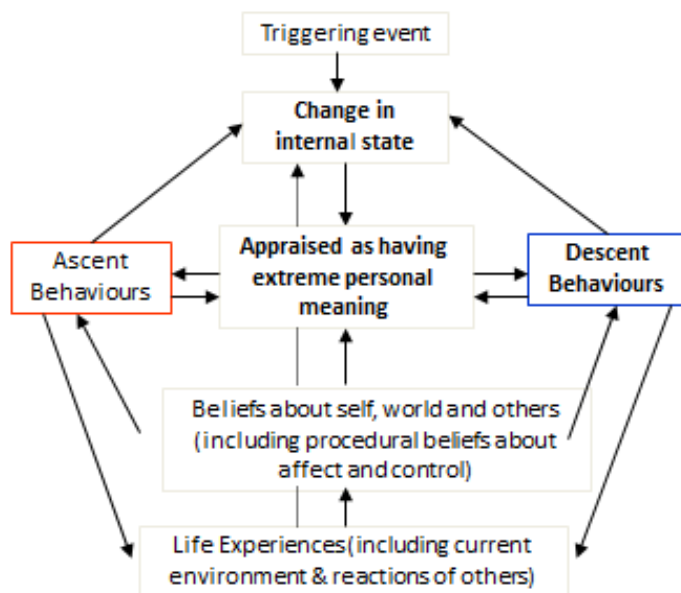 Triggering event
Change in
internal state
Appraised as having
extreme personal
meaning
Ascent
Behaviours
Descent
Behaviours
Beliefs about self, world and others
(including procedural beliefs about
affect and control)
Life Experiences(including current
environment & reactions of others)